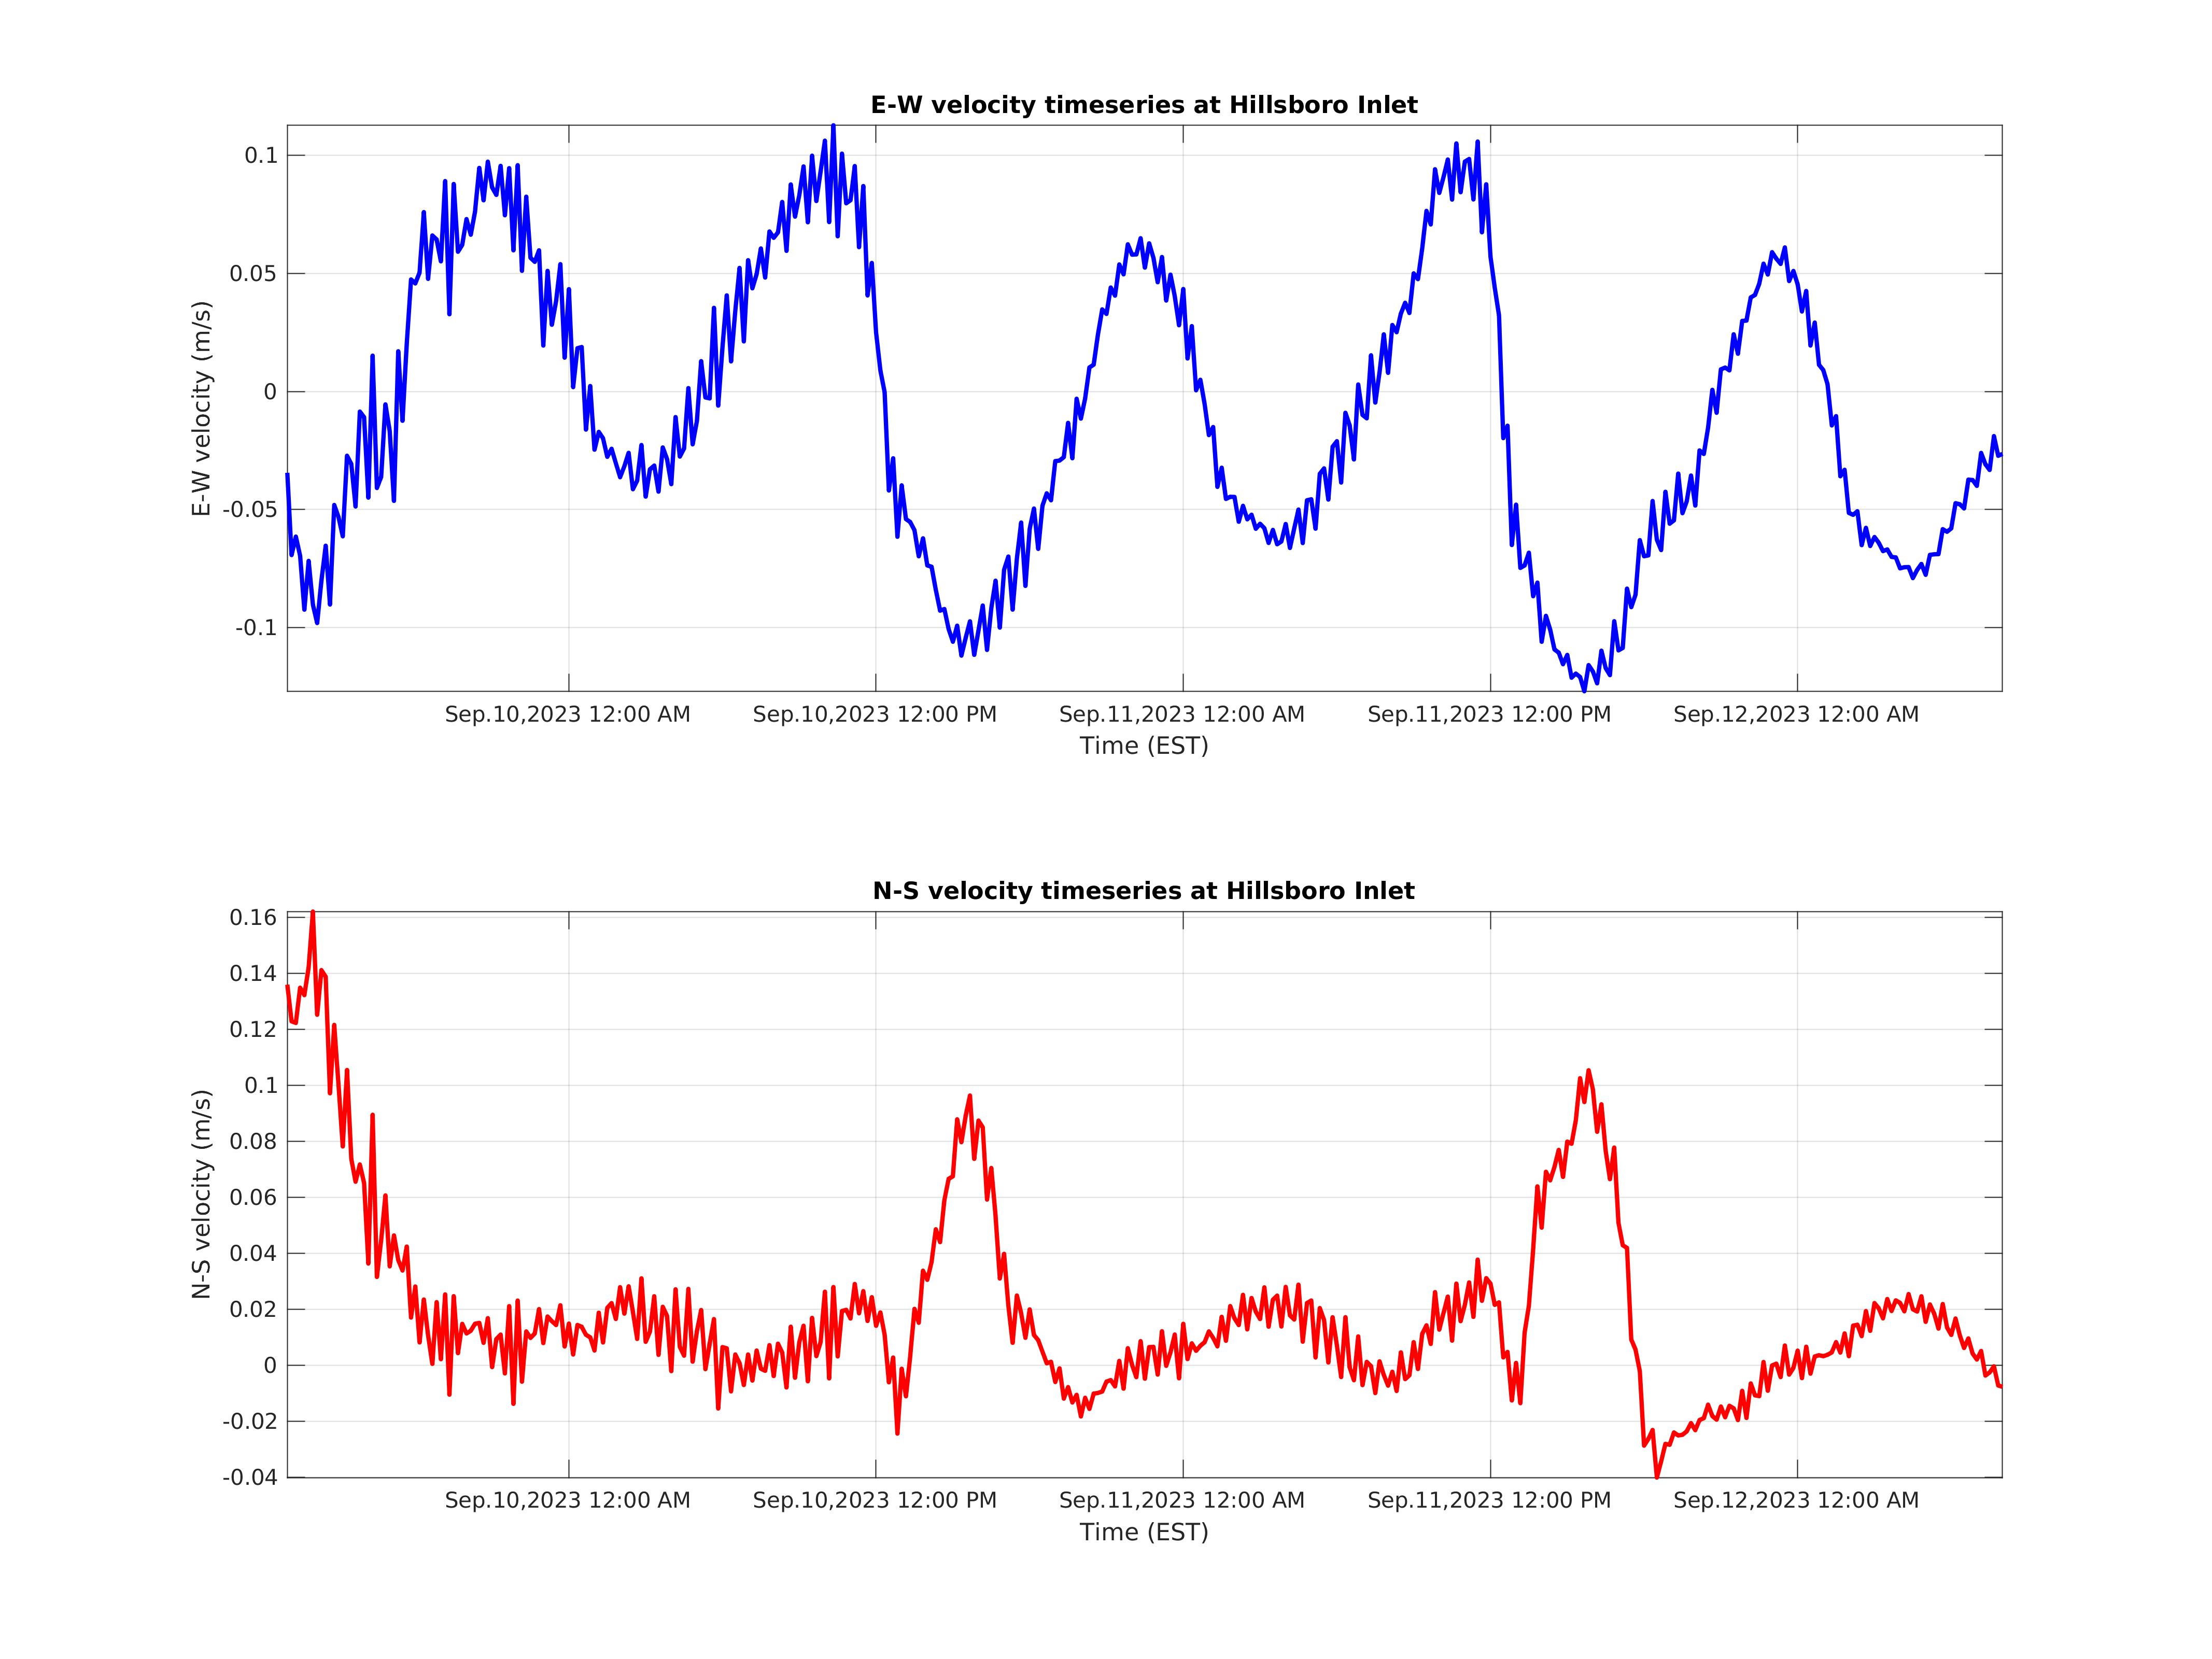 E-W velocity timeseries at Hillsboro Inlet
E-W velocity (m/s)
0.1
0.05
0
-0.05
-0.1
Sep.10,2023 12:00 AM Sep.10,2023 12:00 PM Sep.11,2023 12:00 AM Sep.11,2023 12:00 PM Sep.12,2023 12:00 AM
Time (EST)
N-S velocity timeseries at Hillsboro Inlet
N-S velocity (m/s)
0.16
0.14
0.12
0.1
0.08
0.06
0.04
0.02
0
-0.02
-0.04
Sep.10,2023 12:00 AM Sep.10,2023 12:00 PM Sep.11,2023 12:00 AM Sep.11,2023 12:00 PM Sep.12,2023 12:00 AM
Time (EST)